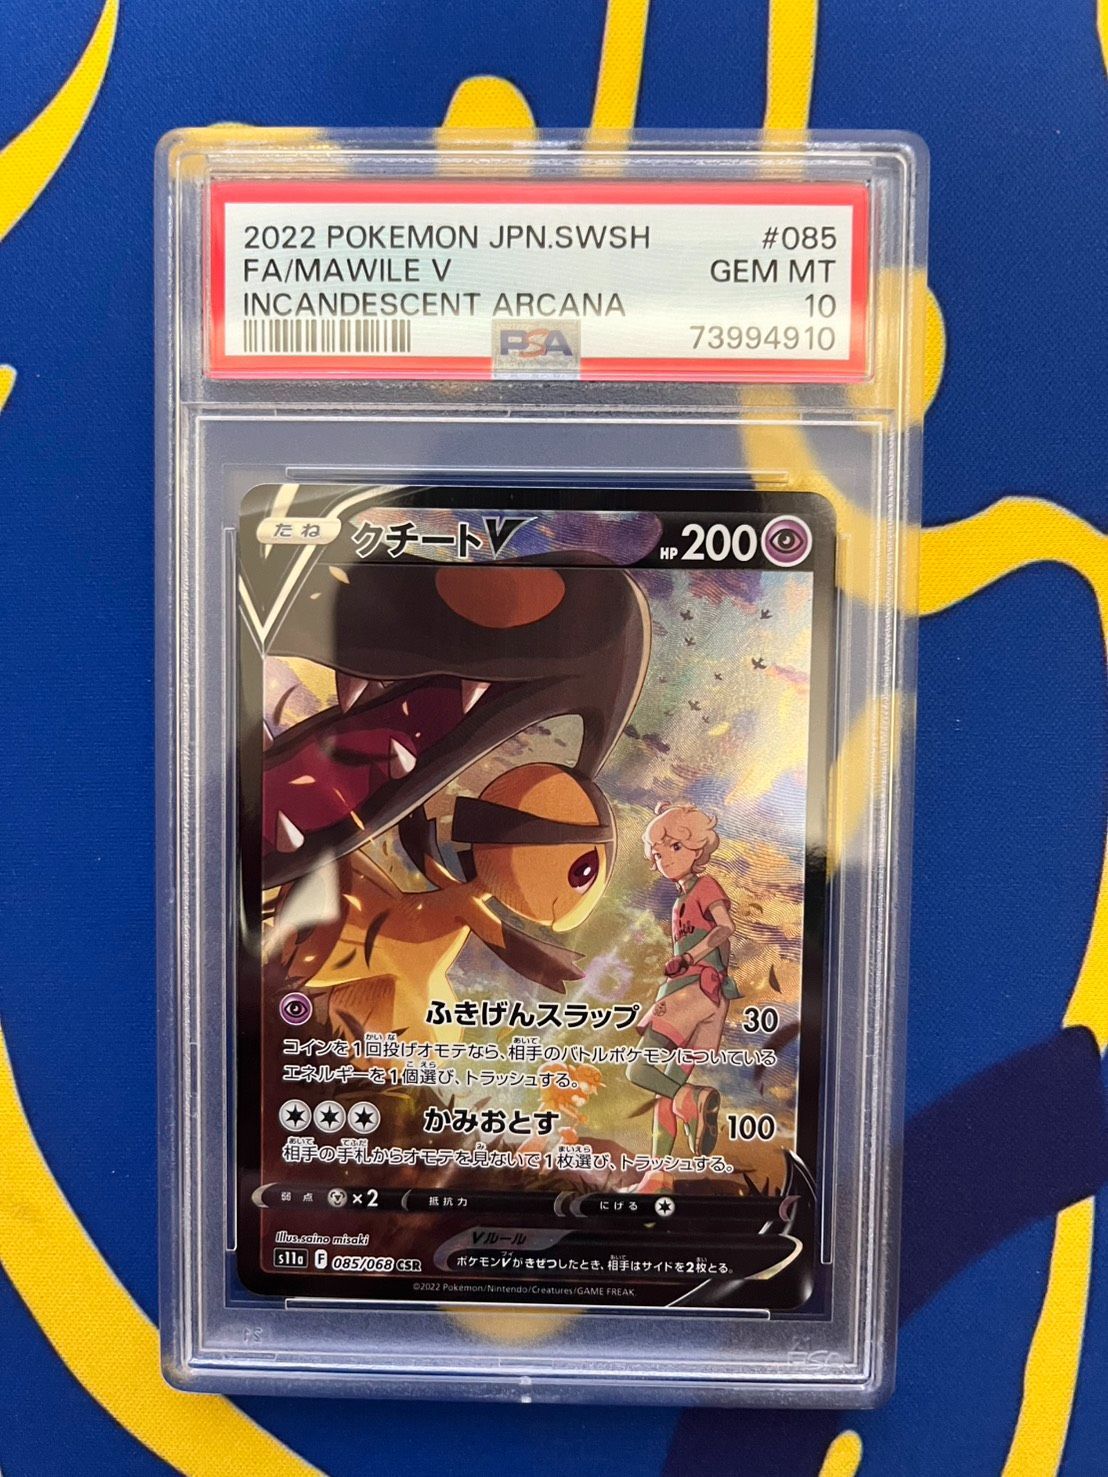 2022 POKEMON JPN.SWSH #085
FA/MAWILE V GEM MT
INCANDESCENT ARCANA 10
PSA 73994910
たね クチートV HP 200
ふきげんスラップ 30
コインを1回投げオモテなら、相手のバトルポケモンについている
エネルギーを1個選び、トラッシュする。
かみおとす 100
相手の手札からオモテを見ないで1枚選び、トラッシュする。
弱点 ×2 抵抗力 にげる
Illus.saino misaki
Vルール
s11a F 085/068 CSR
ポケモンVがきぜつしたとき、相手はサイドを2枚とる。
©2022 Pokémon/Nintendo/Creatures/GAME FREAK.